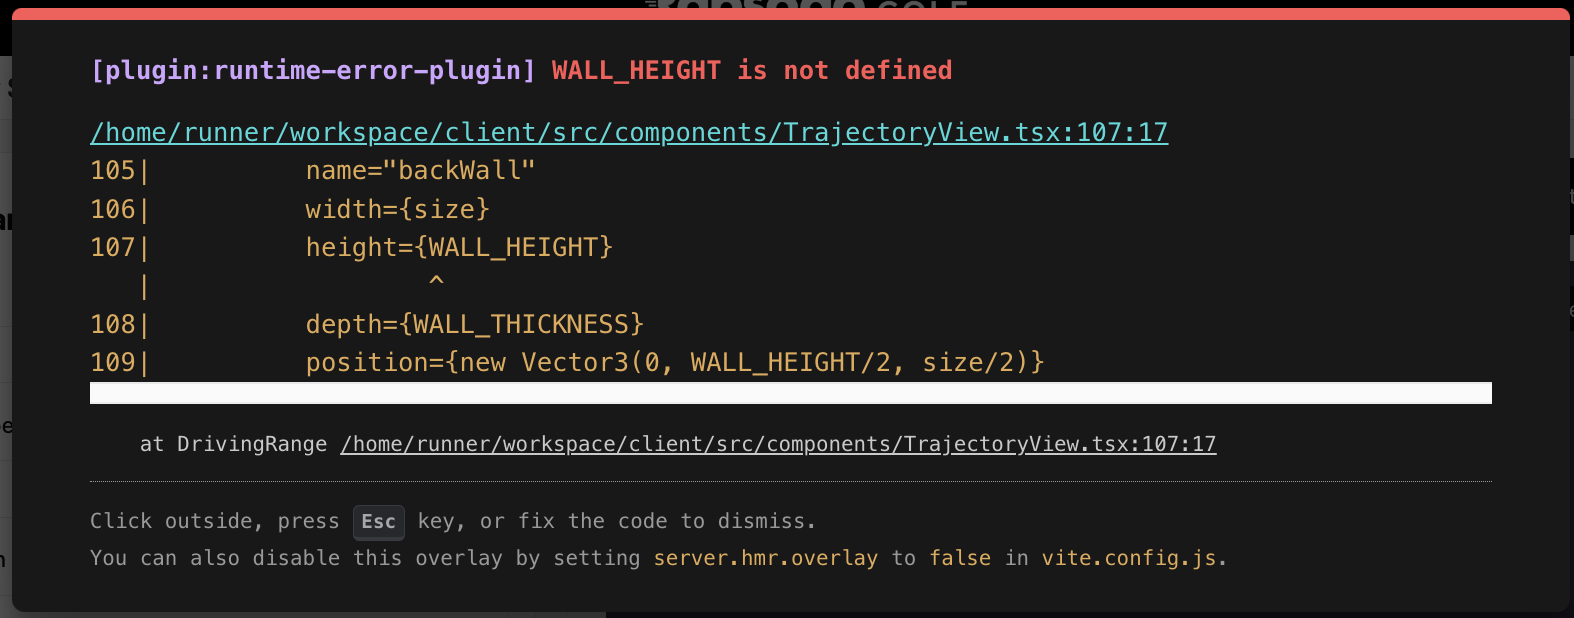 [plugin:runtime-error-plugin] WALL_HEIGHT is not defined
/home/runner/workspace/client/src/components/TrajectoryView.tsx:107:17
105|          name="backWall"
106|          width={size}
107|          height={WALL_HEIGHT}
   |                  ^
108|          depth={WALL_THICKNESS}
109|          position={new Vector3(0, WALL_HEIGHT/2, size/2)}
at DrivingRange /home/runner/workspace/client/src/components/TrajectoryView.tsx:107:17
Click outside, press Esc key, or fix the code to dismiss.
You can also disable this overlay by setting server.hmr.overlay to false in vite.config.js.